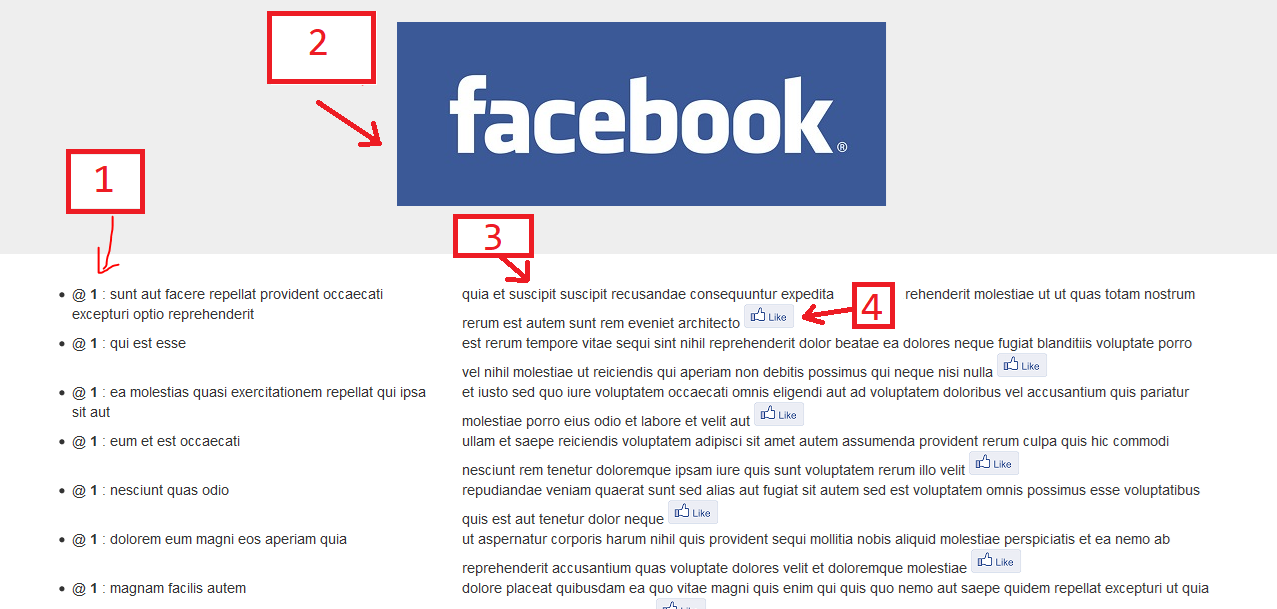 2
facebook®
1
3
• @ 1 : sunt aut facere repellat provident occaecati
excepturi optio reprehenderit
quia et suscipit suscipit recusandae consequuntur expedita
4
rehenderit molestiae ut ut quas totam nostrum
rerum est autem sunt rem eveniet architecto Like
• @ 1 : qui est esse
est rerum tempore vitae sequi sint nihil reprehenderit dolor beatae ea dolores neque fugiat blanditiis voluptate porro
vel nihil molestiae ut reiciendis qui aperiam non debitis possimus qui neque nisi nulla Like
• @ 1 : ea molestias quasi exercitationem repellat qui ipsa
sit aut
et iusto sed quo iure voluptatem occaecati omnis eligendi aut ad voluptatem doloribus vel accusantium quis pariatur
molestiae porro eius odio et labore et velit aut Like
• @ 1 : eum et est occaecati
ullam et saepe reiciendis voluptatem adipisci sit amet autem assumenda provident rerum culpa quis hic commodi
nesciunt rem tenetur doloremque ipsam iure quis sunt voluptatem rerum illo velit Like
• @ 1 : nesciunt quas odio
repudiandae veniam quaerat sunt sed alias aut fugiat sit autem sed est voluptatem omnis possimus esse voluptatibus
quis est aut tenetur dolor neque Like
• @ 1 : dolorem eum magni eos aperiam quia
ut aspernatur corporis harum nihil quis provident sequi mollitia nobis aliquid molestiae perspiciatis et ea nemo ab
reprehenderit accusantium quas voluptate dolores velit et doloremque molestiae Like
• @ 1 : magnam facilis autem
dolore placeat quibusdam ea quo vitae magni quis enim qui quis quo nemo aut saepe quidem repellat excepturi ut quia